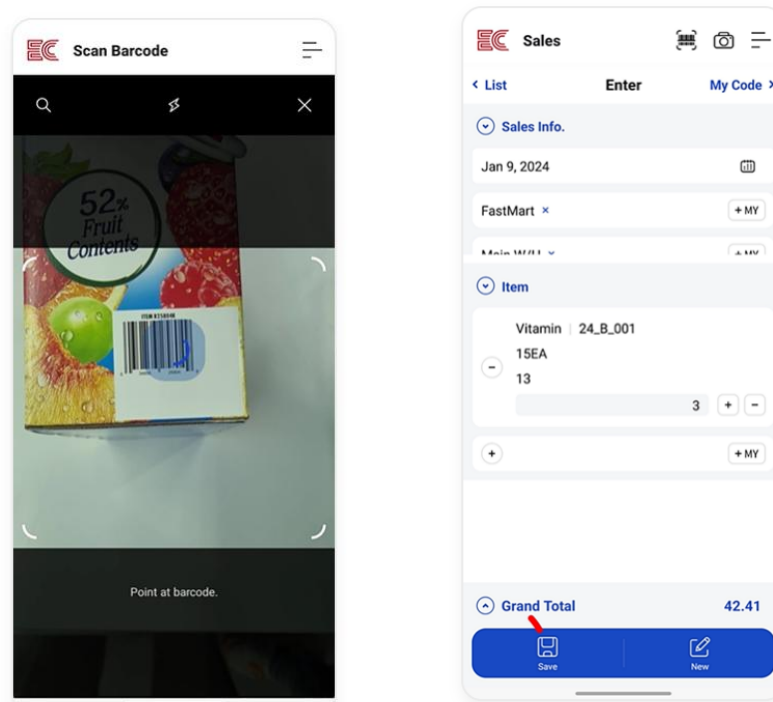 EC Scan Barcode
52%
Fruit
Contents
Point at barcode.
EC Sales
< List Enter My Code >
Sales Info.
Jan 9, 2024
FastMart × + MY
+ MY
Item
Vitamin | 24_B_001
15EA
13
3 + -
+ + MY
Grand Total 42.41
Save New